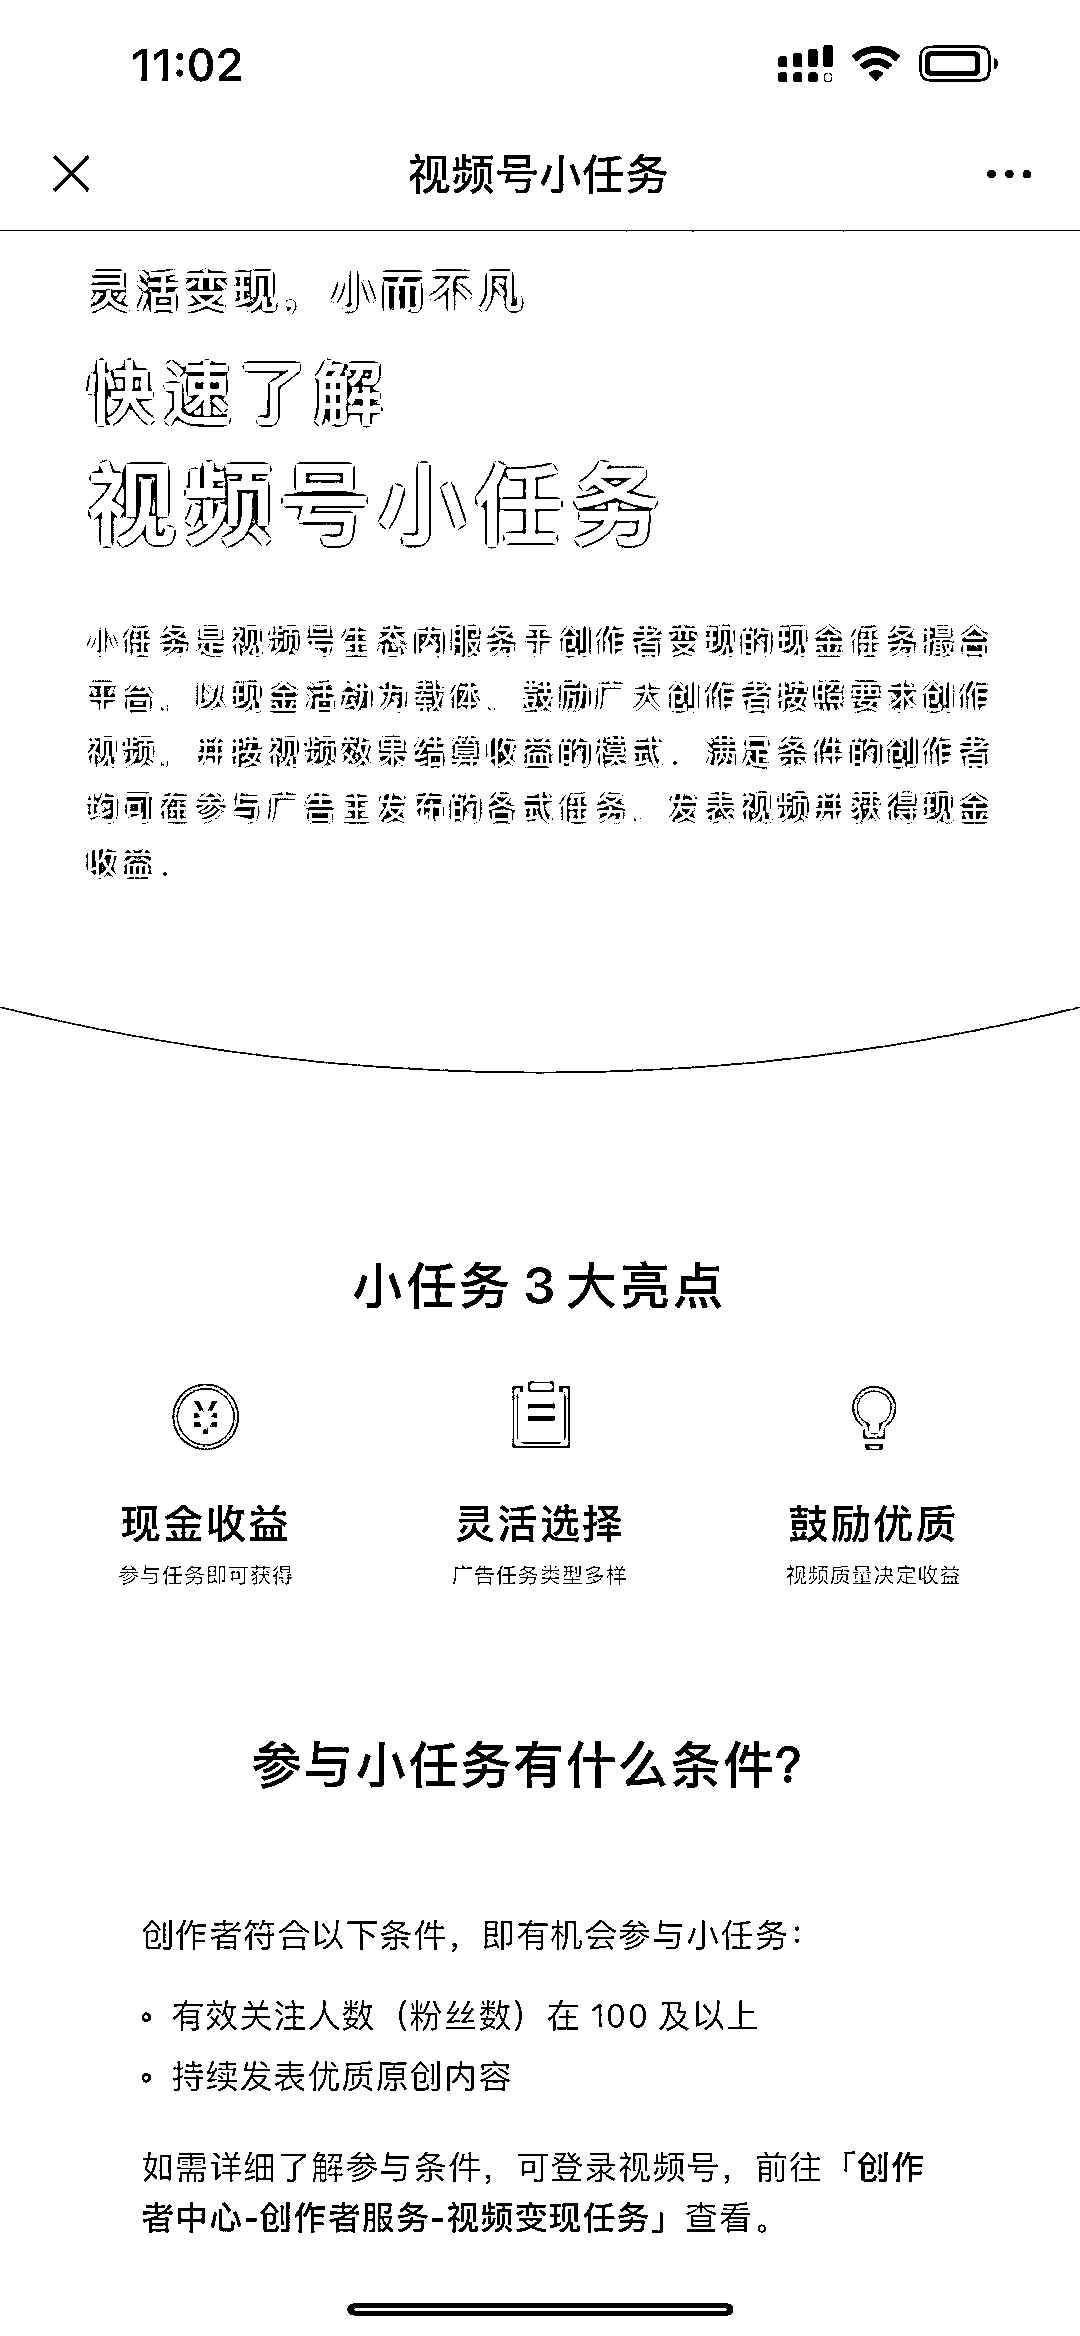 11:02
视频号小任务
灵活变现，小而不凡
快速了解
视频号小任务
小任务是视频号生态内服务于创作者变现的现金任务撮合
平台，以现金活动为载体，鼓励广大创作者按照要求创作
视频，并按视频效果结算收益的模式．满足条件的创作者
均可在参与广告主发布的各式任务，发表视频并获得现金
收益．
小任务 3 大亮点
现金收益 灵活选择 鼓励优质
参与任务即可获得 广告任务类型多样 视频质量决定收益
参与小任务有什么条件?
创作者符合以下条件，即有机会参与小任务：
有效关注人数（粉丝数）在 100 及以上
持续发表优质原创内容
如需详细了解参与条件，可登录视频号，前往「创作
者中心-创作者服务-视频变现任务」查看。